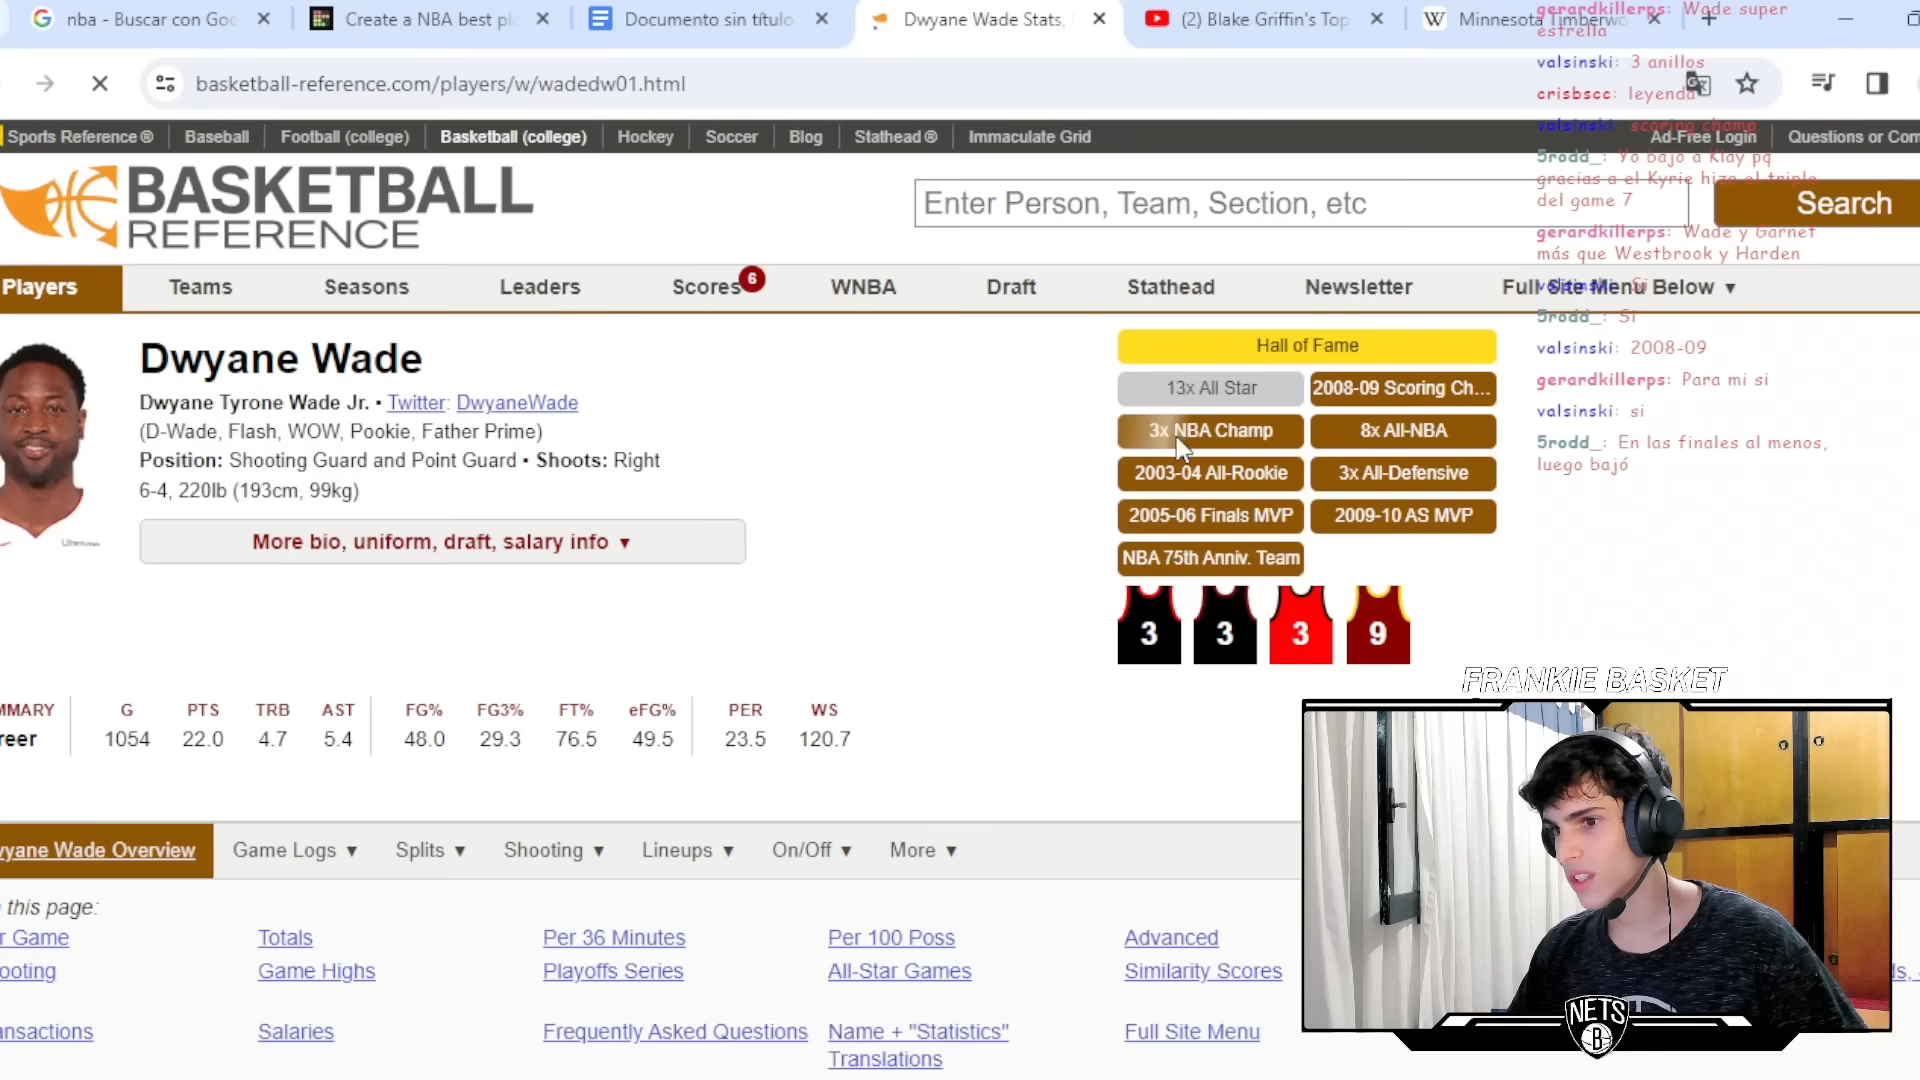 nba - Buscar con Goo
Create a NBA best pl
Documento sin título
Dwyane Wade Stats,
(2) Blake Griffin's Top
Minnesota Timberwo
basketball-reference.com/players/w/wadedw01.html
Sports Reference ®
Baseball
Football (college)
Basketball (college)
Hockey
Soccer
Blog
Stathead ®
Immaculate Grid
Ad-Free Login
Questions or Com
BASKETBALL
REFERENCE
Enter Person, Team, Section, etc
Search
Players
Teams
Seasons
Leaders
Scores
6
WNBA
Draft
Stathead
Newsletter
Full Site Menu Below ▼
Dwyane Wade
Dwyane Tyrone Wade Jr. ▪ Twitter: DwyaneWade
(D-Wade, Flash, WOW, Pookie, Father Prime)
Position: Shooting Guard and Point Guard ▪ Shoots: Right
6-4, 220lb (193cm, 99kg)
More bio, uniform, draft, salary info ▼
Hall of Fame
13x All Star
2008-09 Scoring Ch...
3x NBA Champ
8x All-NBA
2003-04 All-Rookie
3x All-Defensive
2005-06 Finals MVP
2009-10 AS MVP
NBA 75th Anniv. Team
3 3 3 9
gerardkillerps: Wade super
estrella
valsinski: 3 anillos
crisbscc: leyenda
valsinski: scoring champ
5rodd_: Yo bajo a Klay pq
gracias a el Kyrie hizo el triple
del game 7
gerardkillerps: Wade y Garnet
más que Westbrook y Harden
valsinski: Si
5rodd_: Si
valsinski: 2008-09
gerardkillerps: Para mi si
valsinski: si
5rodd_: En las finales al menos,
luego bajó
MMARY G PTS TRB AST FG% FG3% FT% eFG% PER WS
reer 1054 22.0 4.7 5.4 48.0 29.3 76.5 49.5 23.5 120.7
FRANKIE BASKET
wyane Wade Overview
Game Logs ▼
Splits ▼
Shooting ▼
Lineups ▼
On/Off ▼
More ▼
this page:
r Game
Totals
Per 36 Minutes
Per 100 Poss
Advanced
ooting
Game Highs
Playoffs Series
All-Star Games
Similarity Scores
ls,
ansactions
Salaries
Frequently Asked Questions
Name + "Statistics"
Translations
Full Site Menu
NETS
B